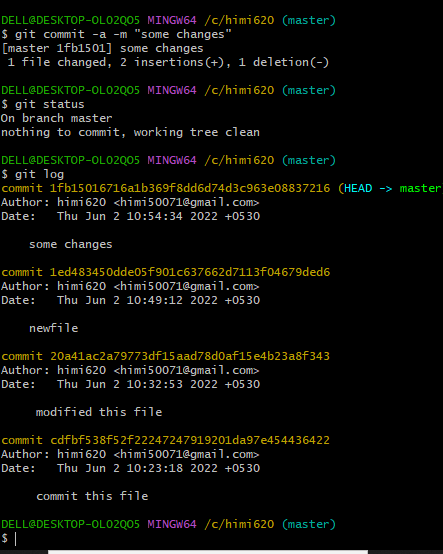 DELL@DESKTOP-OLO2QO5 MINGW64 /c/himi620 (master)
$ git commit -a -m "some changes"
[master 1fb1501] some changes
 1 file changed, 2 insertions(+), 1 deletion(-)

DELL@DESKTOP-OLO2QO5 MINGW64 /c/himi620 (master)
$ git status
On branch master
nothing to commit, working tree clean

DELL@DESKTOP-OLO2QO5 MINGW64 /c/himi620 (master)
$ git log
commit 1fb15016716a1b369f8dd6d74d3c963e08837216 (HEAD -> master
Author: himi620 <himi50071@gmail.com>
Date:   Thu Jun 2 10:54:34 2022 +0530

    some changes

commit 1ed483450dde05f901c637662d7113f04679ded6
Author: himi620 <himi50071@gmail.com>
Date:   Thu Jun 2 10:49:12 2022 +0530

    newfile

commit 20a41ac2a79773df15aad78d0af15e4b23a8f343
Author: himi620 <himi50071@gmail.com>
Date:   Thu Jun 2 10:32:53 2022 +0530

     modified this file

commit cdfbf538f52f22247247919201da97e454436422
Author: himi620 <himi50071@gmail.com>
Date:   Thu Jun 2 10:23:18 2022 +0530

     commit this file

DELL@DESKTOP-OLO2QO5 MINGW64 /c/himi620 (master)
$